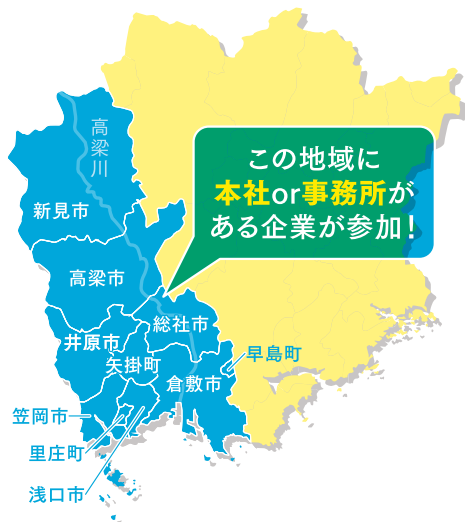 高梁川
この地域に
本社or事務所が
ある企業が参加!
新見市
高梁市
総社市
井原市
矢掛町
早島町
倉敷市
笠岡市
里庄町
浅口市